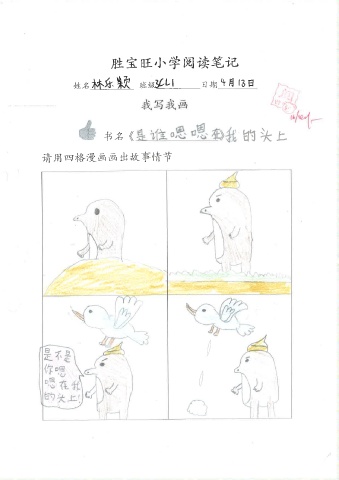 胜宝旺小学阅读笔记
姓名 林乐颖 班级 3L1 日期 4月13日
我写我画
书名《是谁嗯嗯在我的头上
请用四格漫画画出故事情节
是不是
你嗯
嗯在我
的头上!